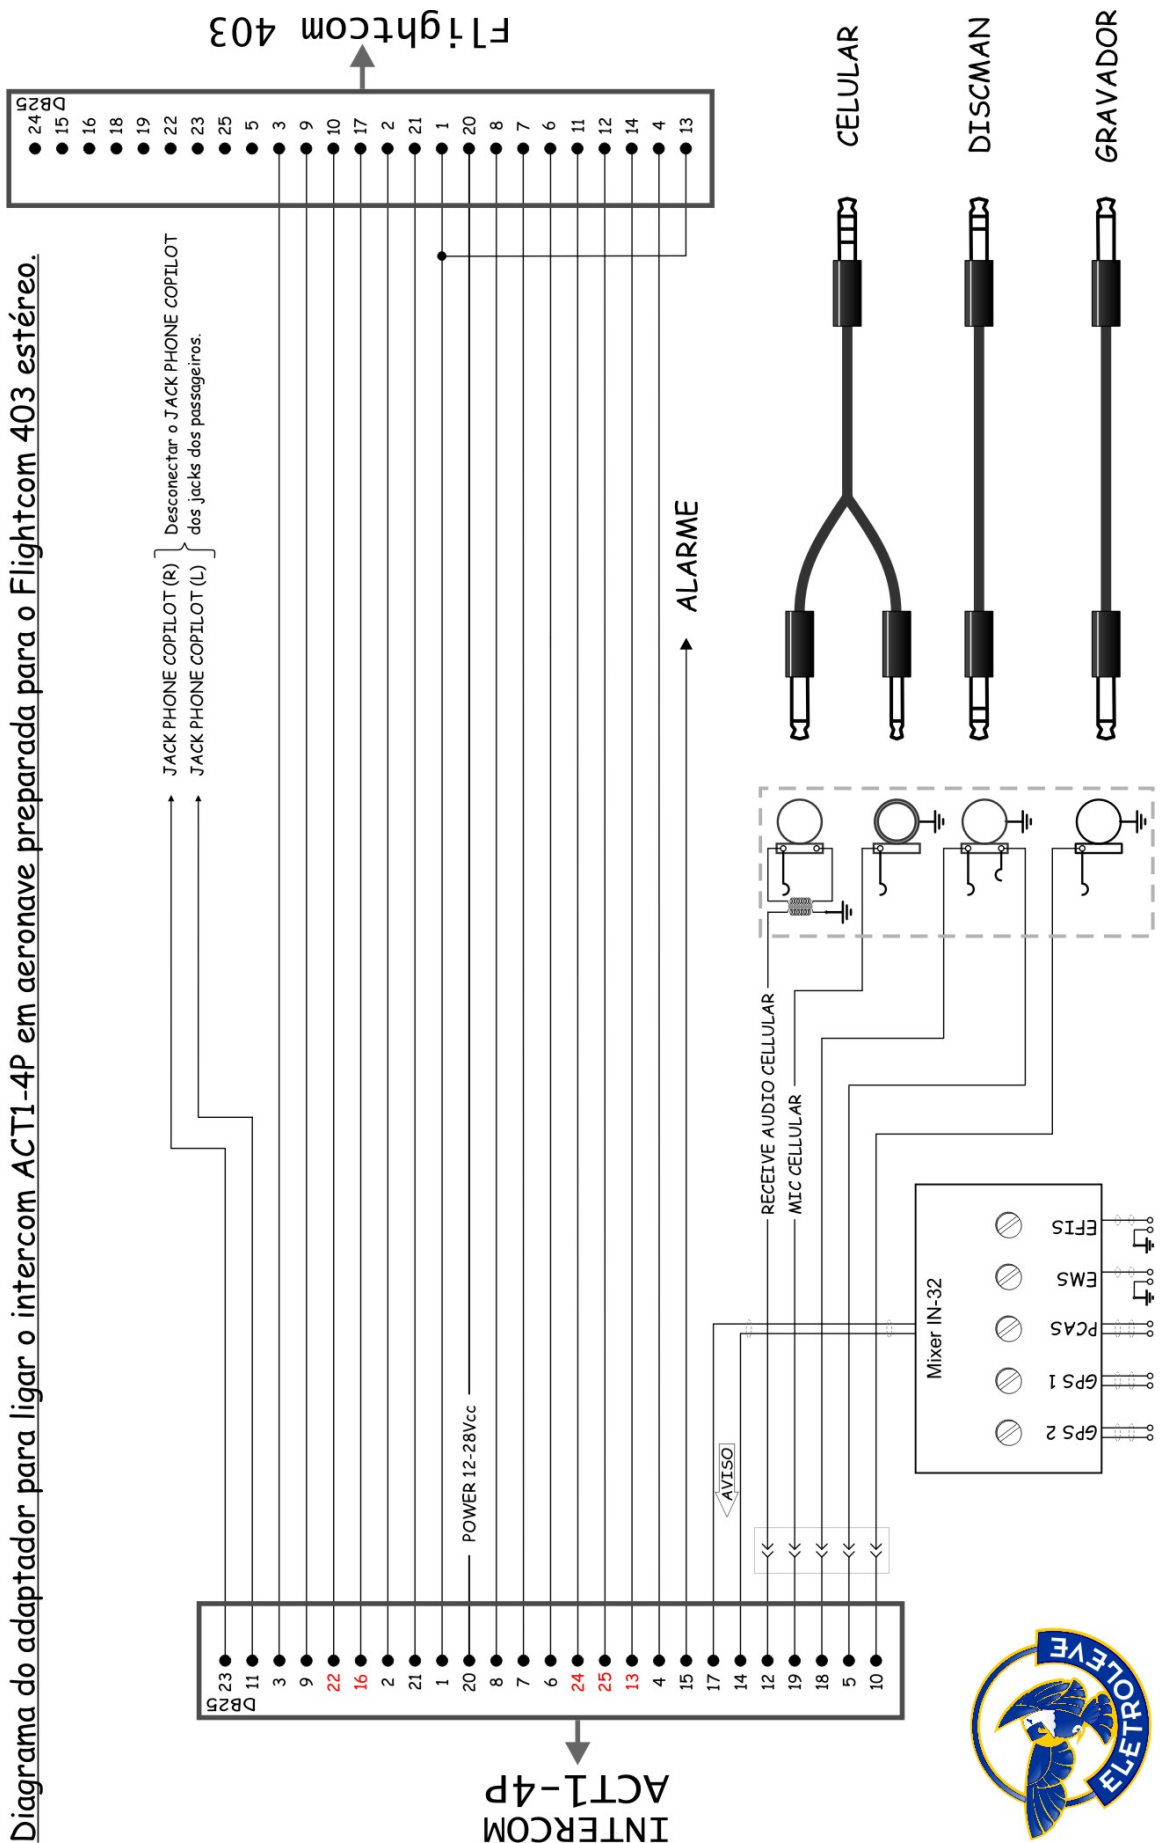 Diagrama do adaptador para ligar o intercom ACT1-4P em aeronave preparada para o Flightcom 403 estéreo.
INTERCOM
ACT1-4P
DB25
23
11
3
9
22
16
2
21
1
20
8
7
6
24
25
13
4
15
17
14
12
19
18
5
10
JACK PHONE COPILOT (R)
JACK PHONE COPILOT (L)
Desconectar o JACK PHONE COPILOT
dos jacks dos passageiros.
POWER 12-28Vcc
ALARME
AVISO
RECEIVE AUDIO CELLULAR
MIC CELLULAR
Flightcom 403
DB25
24
15
16
18
19
22
23
25
5
3
9
10
17
2
21
1
20
8
7
6
11
12
14
4
13
CELULAR
DISCMAN
GRAVADOR
Mixer IN-32
GPS 2
GPS 1
PCAS
EMS
EFIS
ELETROLEVE